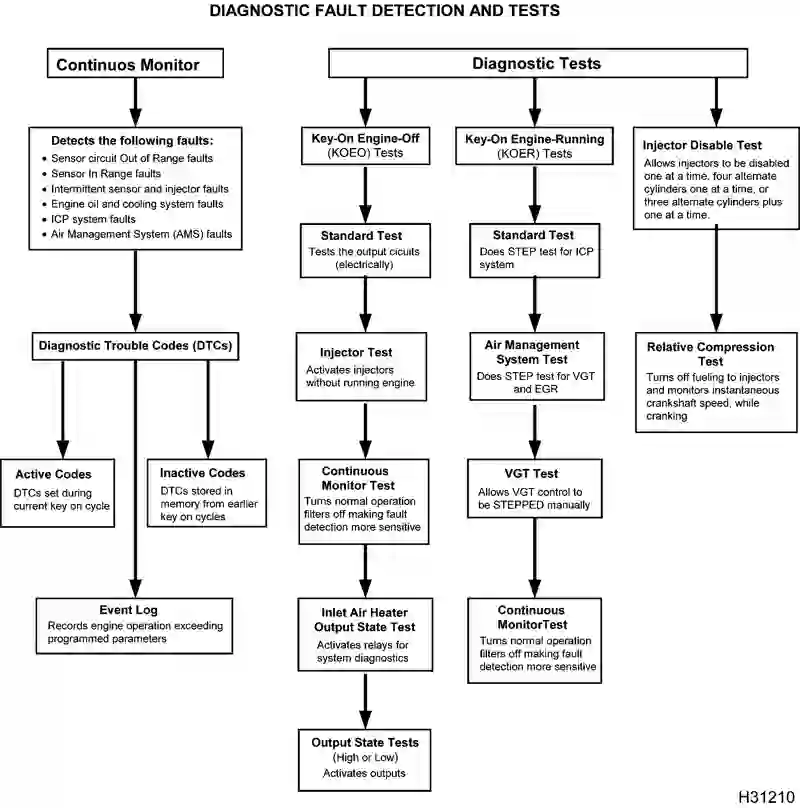 DIAGNOSTIC FAULT DETECTION AND TESTS
Continuos Monitor
Detects the following faults:
• Sensor circuit Out of Range faults
• Sensor In Range faults
• Intermittent sensor and injector faults
• Engine oil and cooling system faults
• ICP system faults
• Air Management System (AMS) faults
Diagnostic Trouble Codes (DTCs)
Active Codes
DTCs set during
current key on cycle
Inactive Codes
DTCs stored in
memory from earlier
key on cycles
Event Log
Records engine operation exceeding
programmed parameters
Diagnostic Tests
Key-On Engine-Off
(KOEO) Tests
Standard Test
Tests the output cicuits
(electrically)
Injector Test
Activates injectors
without running engine
Continuous
Monitor Test
Turns normal operation
filters off making fault
detection more sensitive
Inlet Air Heater
Output State Test
Activates relays for
system diagnostics
Output State Tests
(High or Low)
Activates outputs
Key-On Engine-Running
(KOER) Tests
Standard Test
Does STEP test for ICP
system
Air Management
System Test
Does STEP test for VGT
and EGR
VGT Test
Allows VGT control to
be STEPPED manually
Continuous
MonitorTest
Turns normal operation
filters off making fault
detection more sensitive
Injector Disable Test
Allows injectors to be disabled
one at a time, four alternate
cylinders one at a time, or
three alternate cylinders plus
one at a time.
Relative Compression
Test
Turns off fueling to injectors
and monitors instantaneous
crankshaft speed, while
cranking
H31210